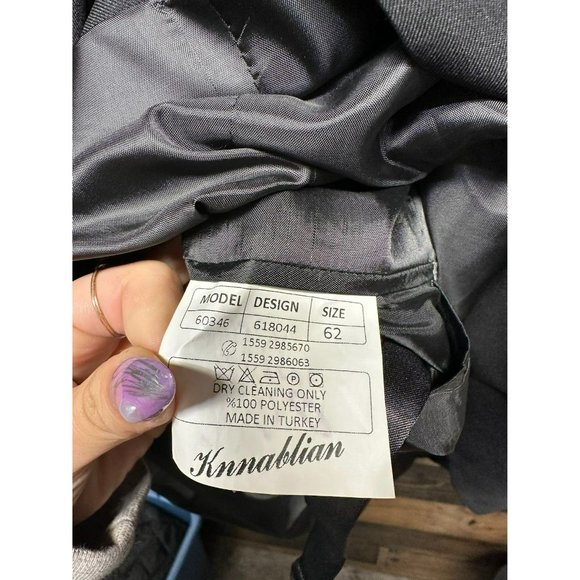 MODEL DESIGN SIZE
60346 618044 62
1559 2985670
1559 2986063
DRY CLEANING ONLY
%100 POLYESTER
MADE IN TURKEY
Knnablian